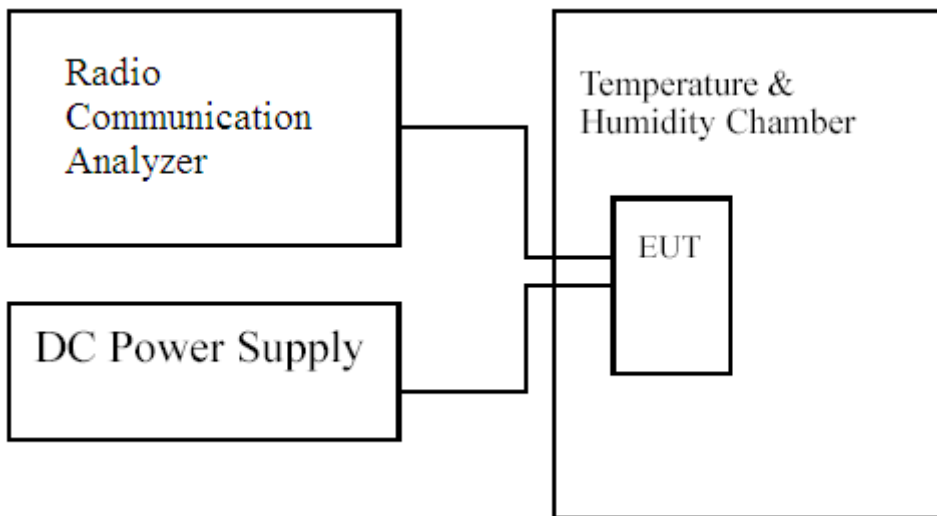 Radio
Communication
Analyzer
Temperature &
Humidity Chamber
EUT
DC Power Supply